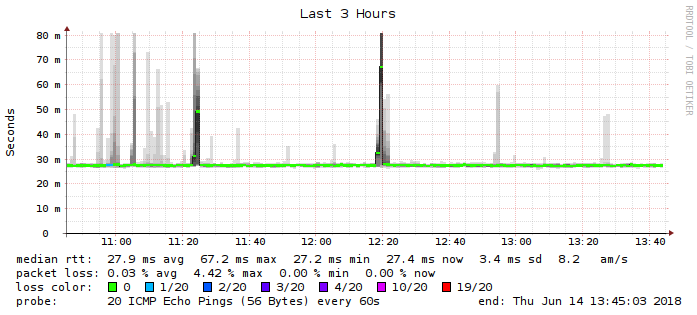 Last 3 Hours
RRDTOOL / TOBI OETIKER
Seconds
80 m
70 m
60 m
50 m
40 m
30 m
20 m
10 m
0
11:00 11:20 11:40 12:00 12:20 12:40 13:00 13:20 13:40
median rtt: 27.9 ms avg 67.2 ms max 27.2 ms min 27.4 ms now 3.4 ms sd 8.2 am/s
packet loss: 0.03 % avg 4.42 % max 0.00 % min 0.00 % now
loss color: 0 1/20 2/20 3/20 4/20 10/20 19/20
probe: 20 ICMP Echo Pings (56 Bytes) every 60s end: Thu Jun 14 13:45:03 2018